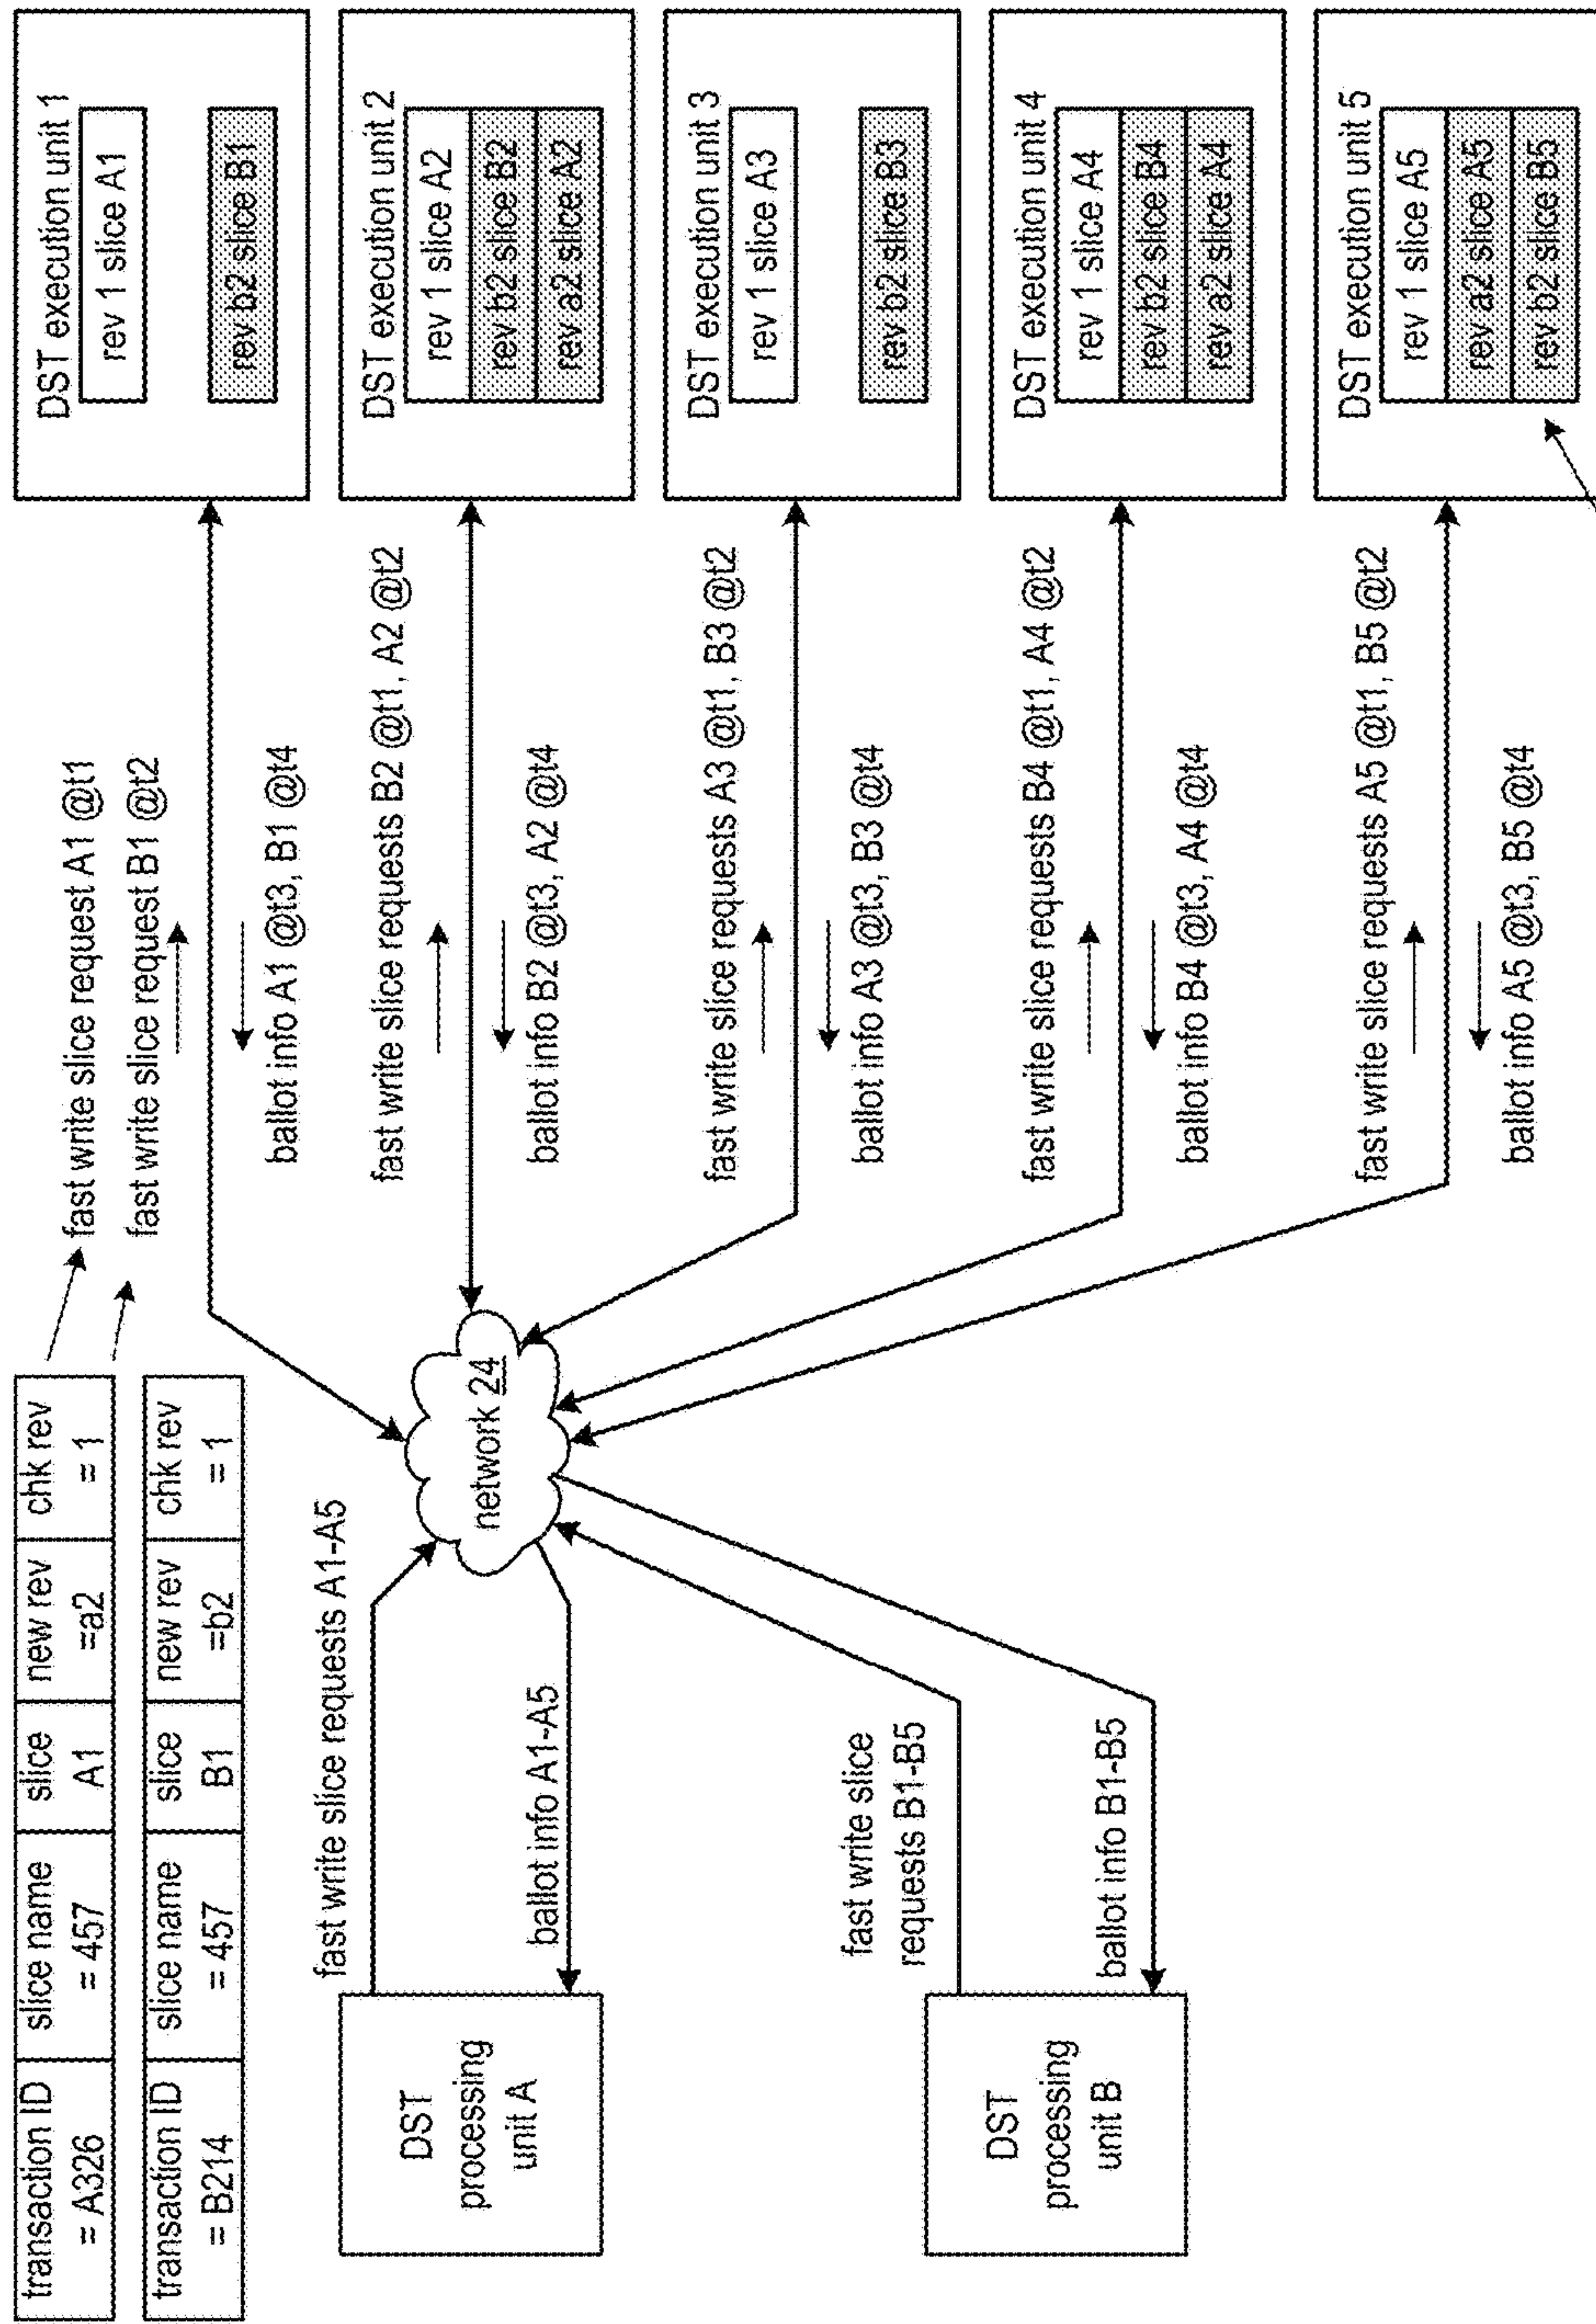 transaction ID
= A326
slice name
= 457
slice
A1
new rev
=a2
chk rev
= 1
transaction ID
= B214
slice name
= 457
slice
B1
new rev
=b2
chk rev
= 1
fast write slice request A1 @t1
fast write slice request B1 @t2
ballot info A1 @t3, B1 @t4
DST execution unit 1
rev 1 slice A1
rev b2 slice B1
DST
processing
unit A
fast write slice requests A1-A5
ballot info A1-A5
network 24
fast write slice requests B2 @t1, A2 @t2
ballot info B2 @t3, A2 @t4
DST execution unit 2
rev 1 slice A2
rev b2 slice B2
rev a2 slice A2
fast write slice requests A3 @t1, B3 @t2
ballot info A3 @t3, B3 @t4
DST execution unit 3
rev 1 slice A3
rev b2 slice B3
DST
processing
unit B
fast write slice
requests B1-B5
ballot info B1-B5
fast write slice requests B4 @t1, A4 @t2
ballot info B4 @t3, A4 @t4
DST execution unit 4
rev 1 slice A4
rev b2 slice B4
rev a2 slice A4
fast write slice requests A5 @t1, B5 @t2
ballot info A5 @t3, B5 @t4
DST execution unit 5
rev 1 slice A5
rev a2 slice A5
rev b2 slice B5